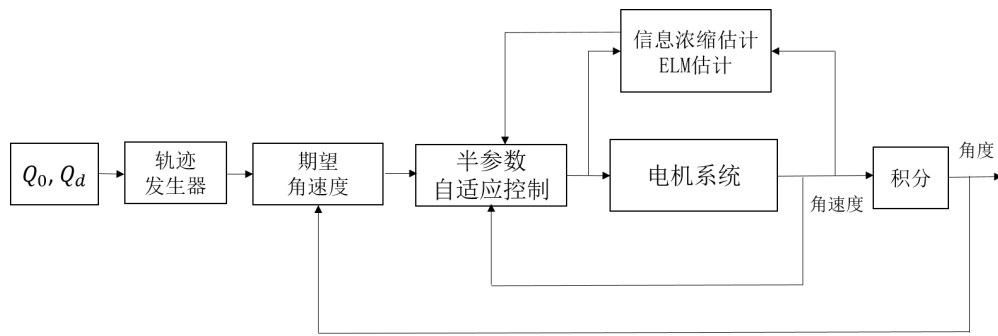 信息浓缩估计
ELM估计
Q₀, Q_d
轨迹
发生器
期望
角速度
半参数
自适应控制
电机系统
角速度
积分
角度